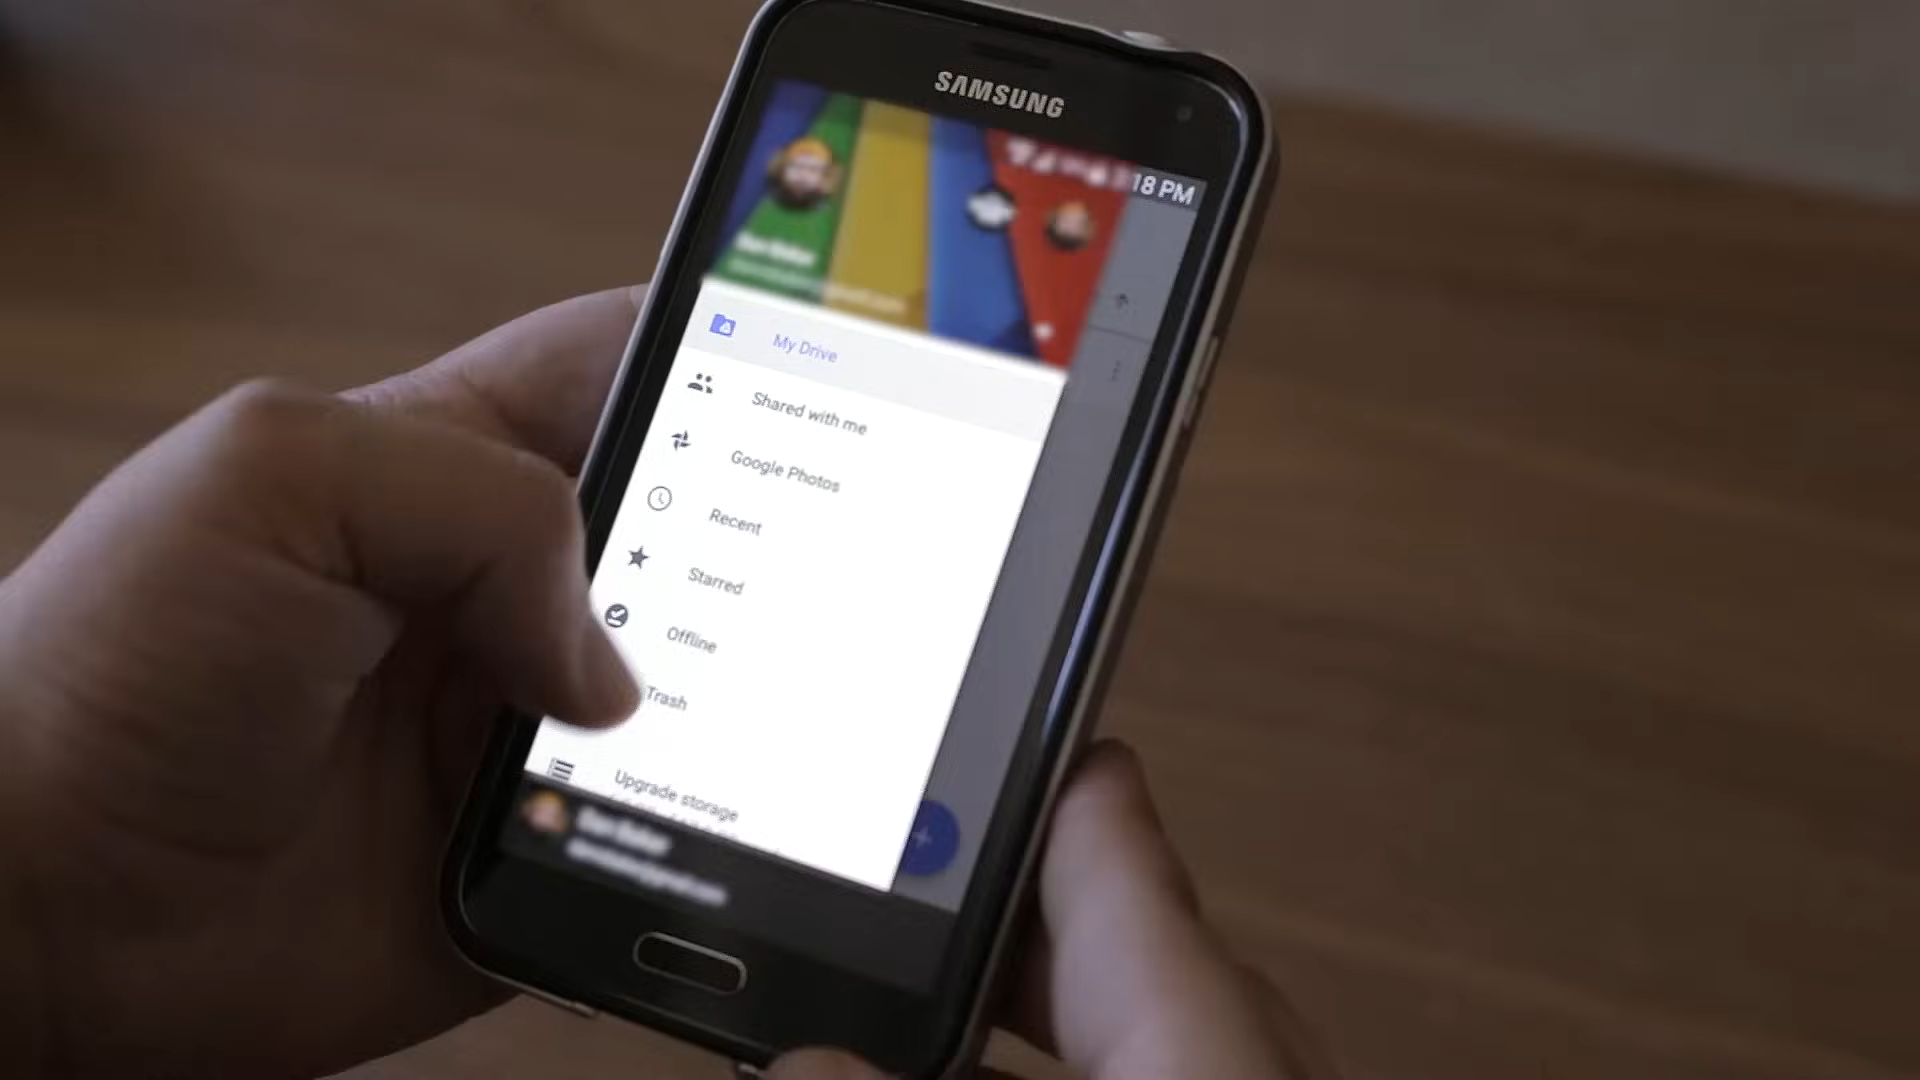 SAMSUNG
18 PM
My Drive
Shared with me
Google Photos
Recent
Starred
Offline
Trash
Upgrade storage